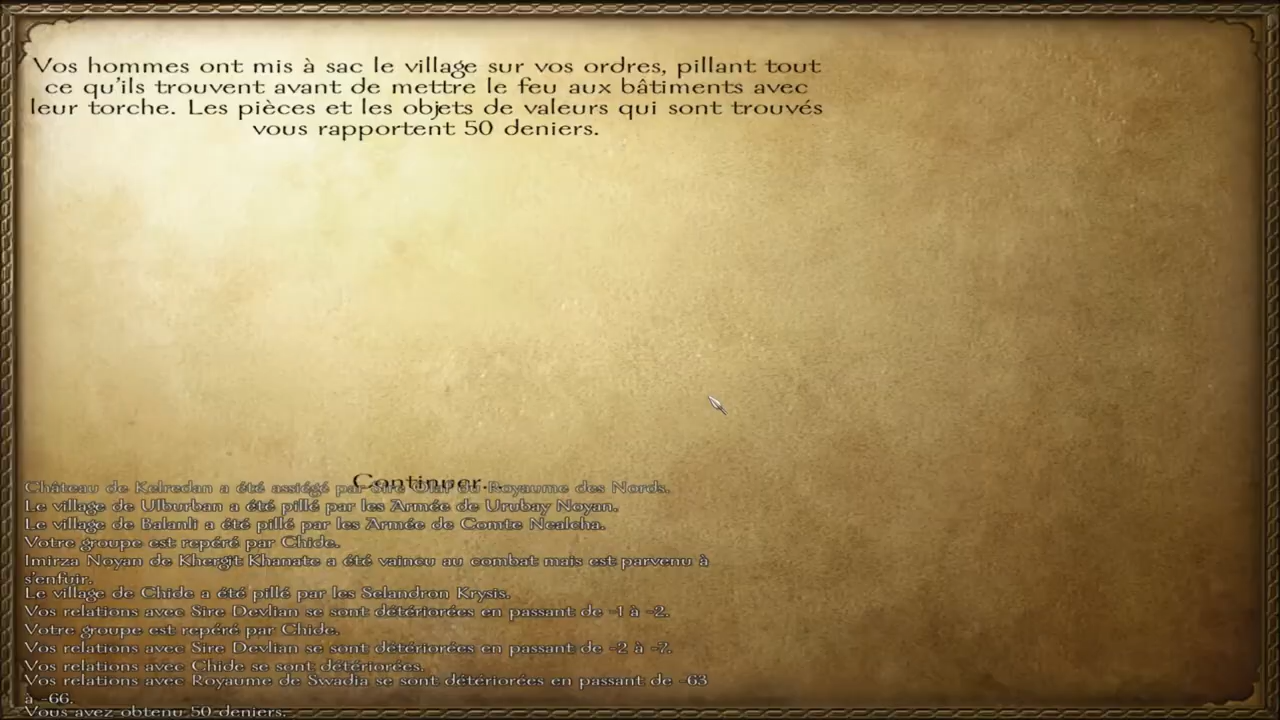 Vos hommes ont mis à sac le village sur vos ordres, pillant tout
ce qu'ils trouvent avant de mettre le feu aux bâtiments avec
leur torche. Les pièces et les objets de valeurs qui sont trouvés
vous rapportent 50 deniers.
Continuer...
Château de Kelredan a été assiégé par Sire Olaf du Royaume des Nords.
Le village de Ulburban a été pillé par les Armée de Urubay Noyan.
Le village de Balanli a été pillé par les Armée de Comte Nealcha.
Votre groupe est repéré par Chide.
Imirza Noyan de Khergit Khanate a été vaincu au combat mais est parvenu à
s'enfuir.
Le village de Chide a été pillé par les Selandron Krysis.
Vos relations avec Sire Devlian se sont détériorées en passant de -1 à -2.
Votre groupe est repéré par Chide.
Vos relations avec Sire Devlian se sont détériorées en passant de -2 à -7.
Vos relations avec Chide se sont détériorées.
Vos relations avec Royaume de Swadia se sont détériorées en passant de -63
à -66.
Vous avez obtenu 50 deniers.